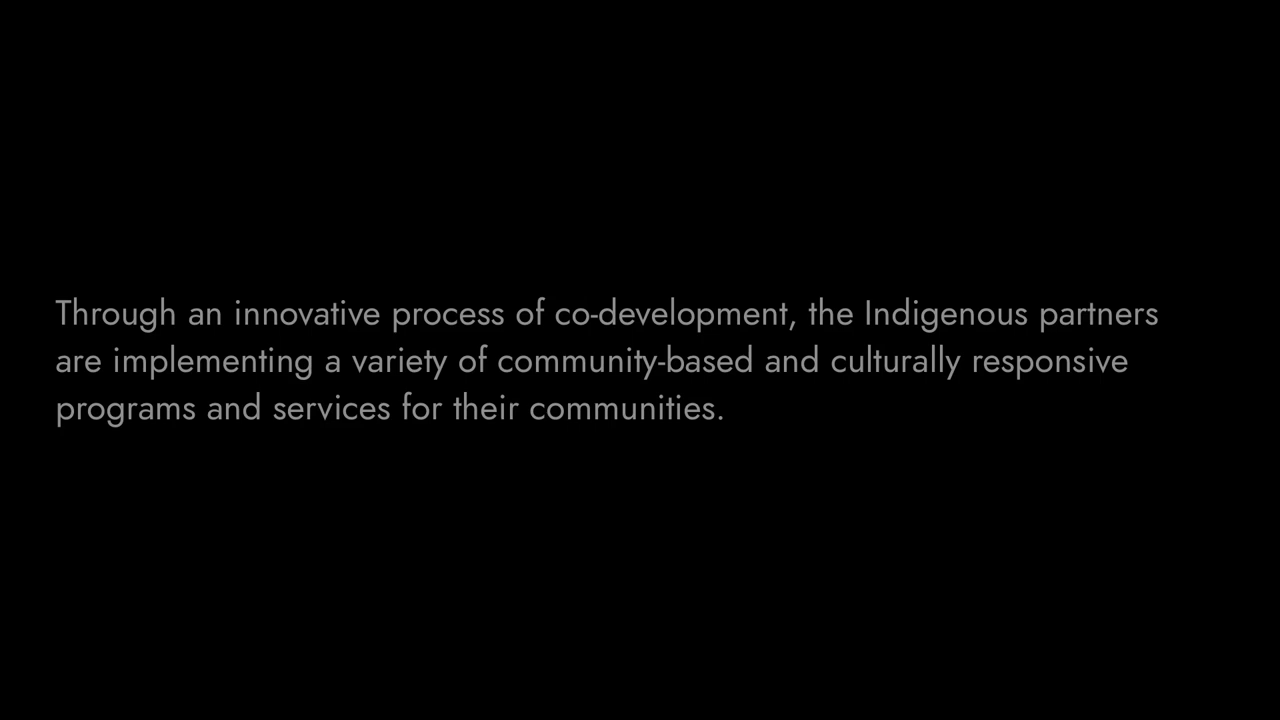 Through an innovative process of co-development, the Indigenous partners
are implementing a variety of community-based and culturally responsive
programs and services for their communities.